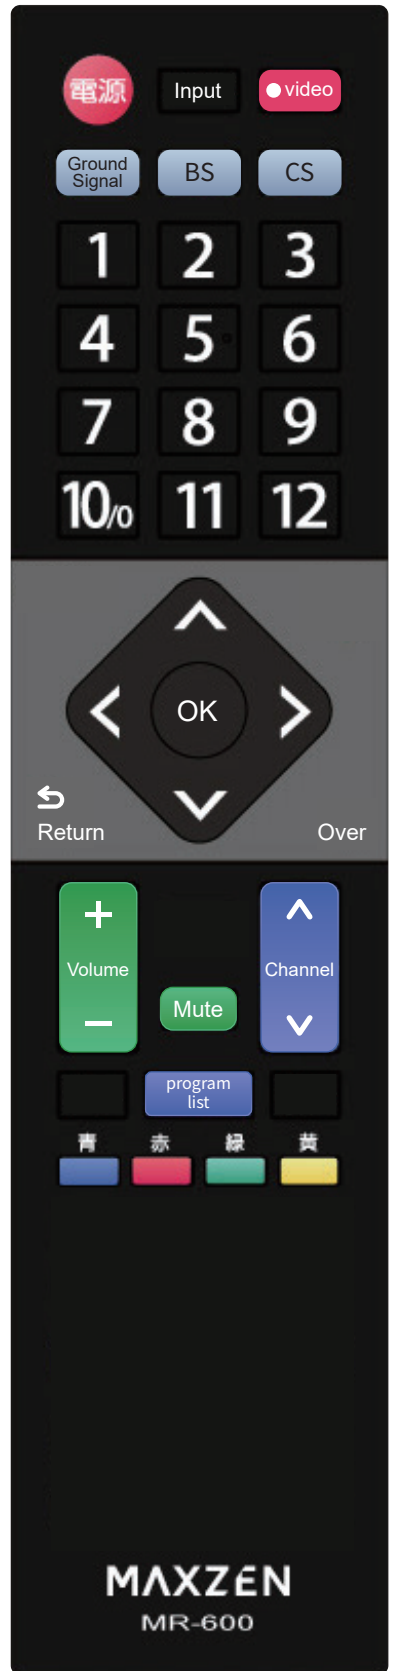 電源
Input
video
Ground
Signal
BS
CS
1
2
3
4
5
6
7
8
9
10/0
11
12
OK
Return
Over
+
Volume
−
Channel
Mute
program
list
青
赤
緑
黄
MAXZEN
MR-600